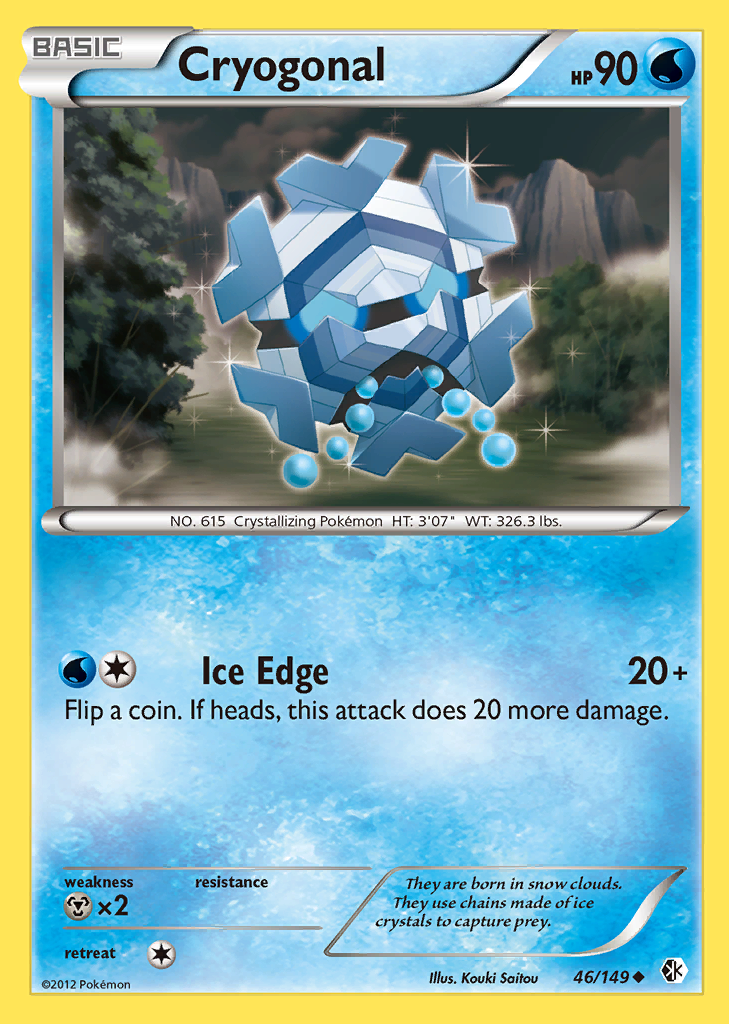 BASIC
Cryogonal
HP 90
NO. 615 Crystallizing Pokémon HT: 3'07" WT: 326.3 lbs.
Ice Edge 20+
Flip a coin. If heads, this attack does 20 more damage.
weakness resistance
×2
retreat
They are born in snow clouds.
They use chains made of ice
crystals to capture prey.
©2012 Pokémon
Illus. Kouki Saitou
46/149